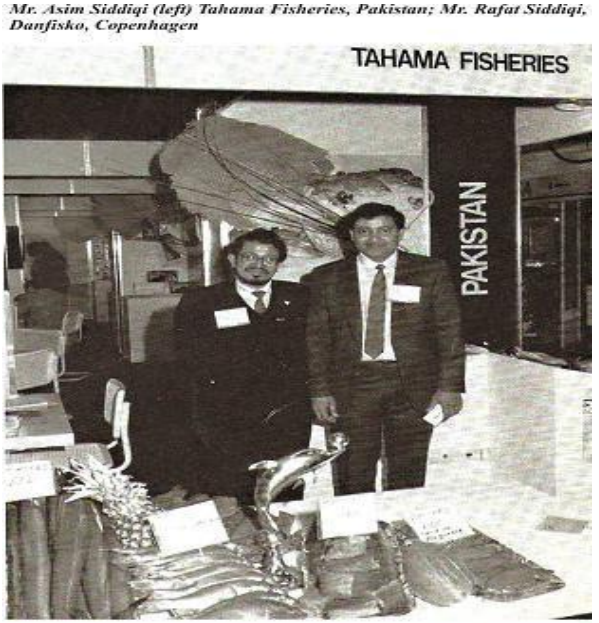 Mr. Asim Siddiqi (left) Tahama Fisheries, Pakistan; Mr. Rafat Siddiqi,
Danfisko, Copenhagen
TAHAMA FISHERIES
PAKISTAN